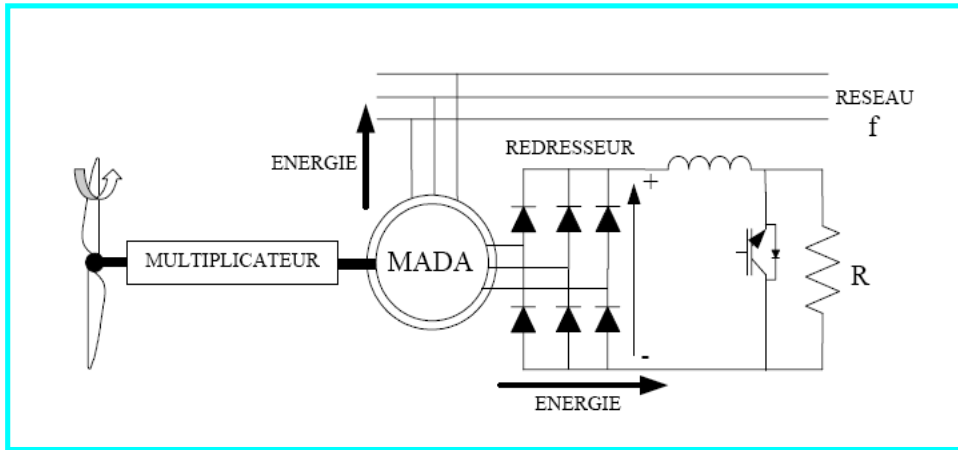 RESEAU
f
ENERGIE
REDRESSEUR
+
MULTIPLICATEUR
MADA
R
-
ENERGIE